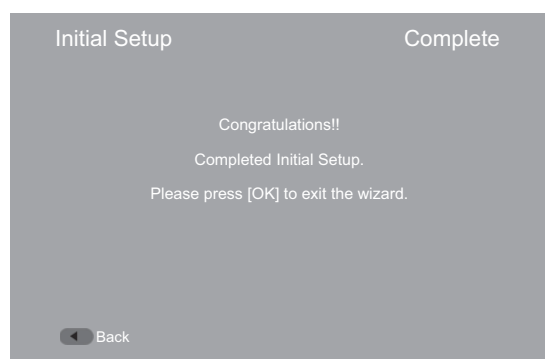 Initial Setup Complete
Congratulations!!
Completed Initial Setup.
Please press [OK] to exit the wizard.
Back